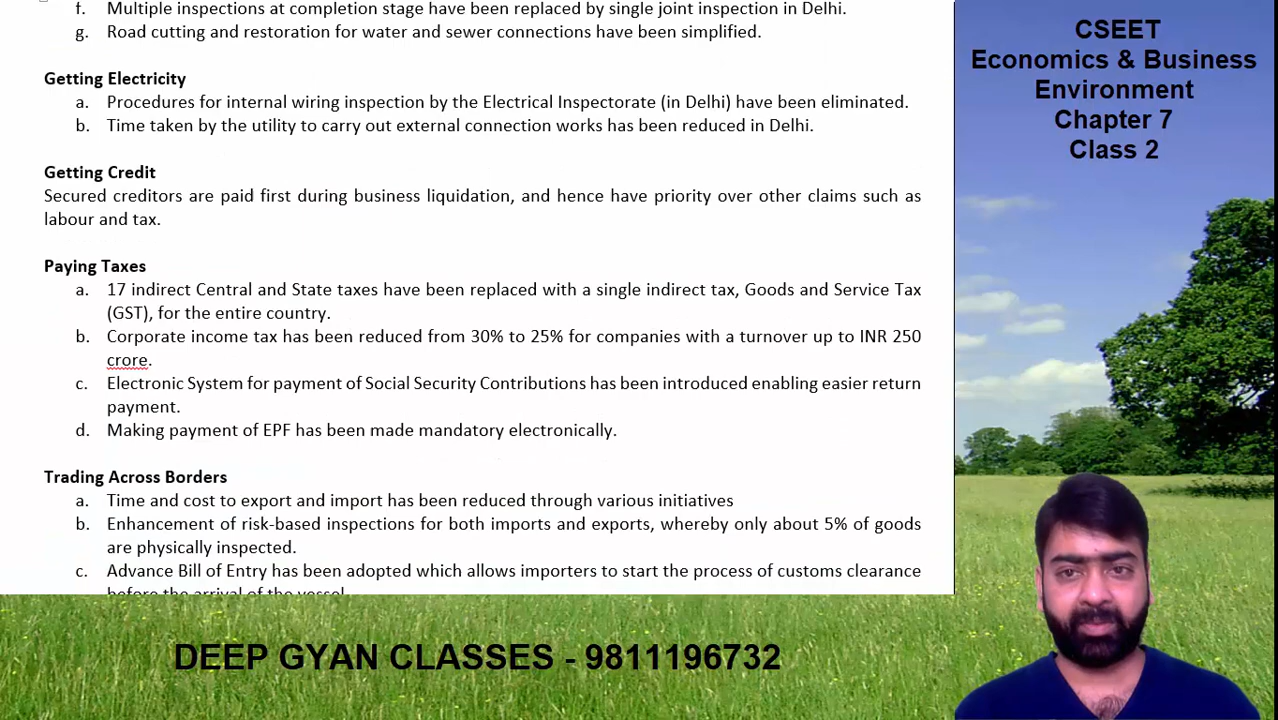 f. Multiple inspections at completion stage have been replaced by single joint inspection in Delhi.
g. Road cutting and restoration for water and sewer connections have been simplified.
Getting Electricity
a. Procedures for internal wiring inspection by the Electrical Inspectorate (in Delhi) have been eliminated.
b. Time taken by the utility to carry out external connection works has been reduced in Delhi.
Getting Credit
Secured creditors are paid first during business liquidation, and hence have priority over other claims such as
labour and tax.
Paying Taxes
a. 17 indirect Central and State taxes have been replaced with a single indirect tax, Goods and Service Tax
(GST), for the entire country.
b. Corporate income tax has been reduced from 30% to 25% for companies with a turnover up to INR 250
crore.
c. Electronic System for payment of Social Security Contributions has been introduced enabling easier return
payment.
d. Making payment of EPF has been made mandatory electronically.
Trading Across Borders
a. Time and cost to export and import has been reduced through various initiatives
b. Enhancement of risk-based inspections for both imports and exports, whereby only about 5% of goods
are physically inspected.
c. Advance Bill of Entry has been adopted which allows importers to start the process of customs clearance
before the arrival of the vessel
CSEET
Economics & Business
Environment
Chapter 7
Class 2
DEEP GYAN CLASSES - 9811196732